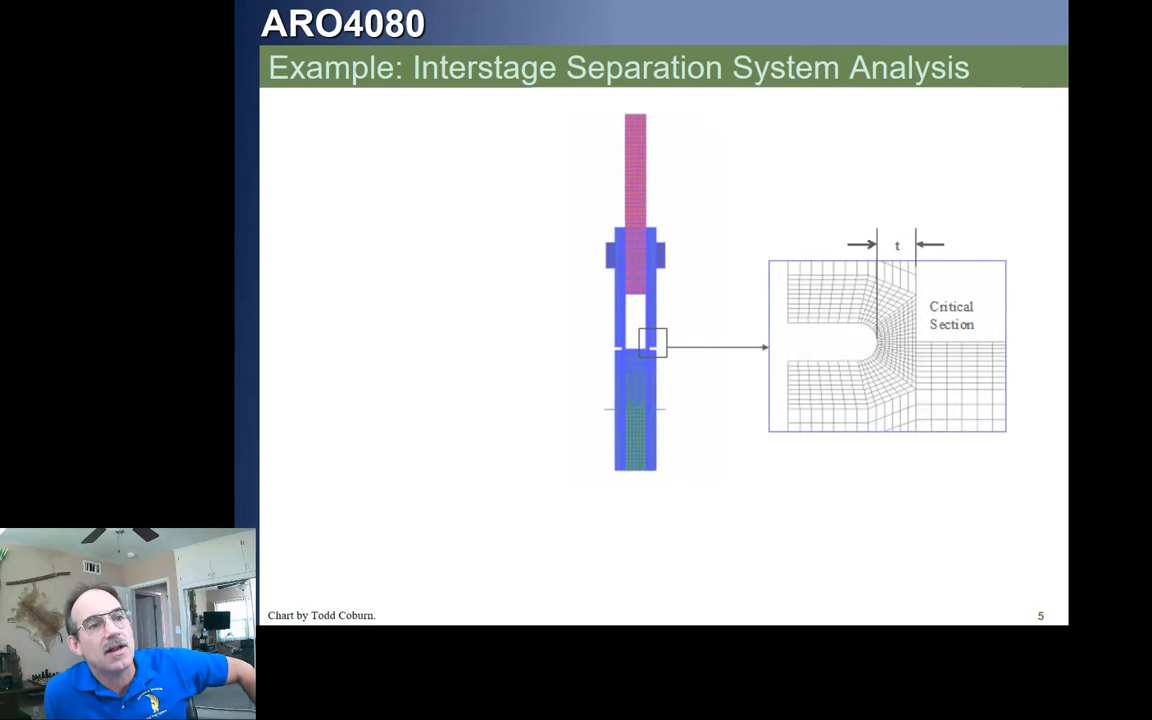 ARO4080
Example: Interstage Separation System Analysis
t
Critical
Section
Chart by Todd Coburn.
5